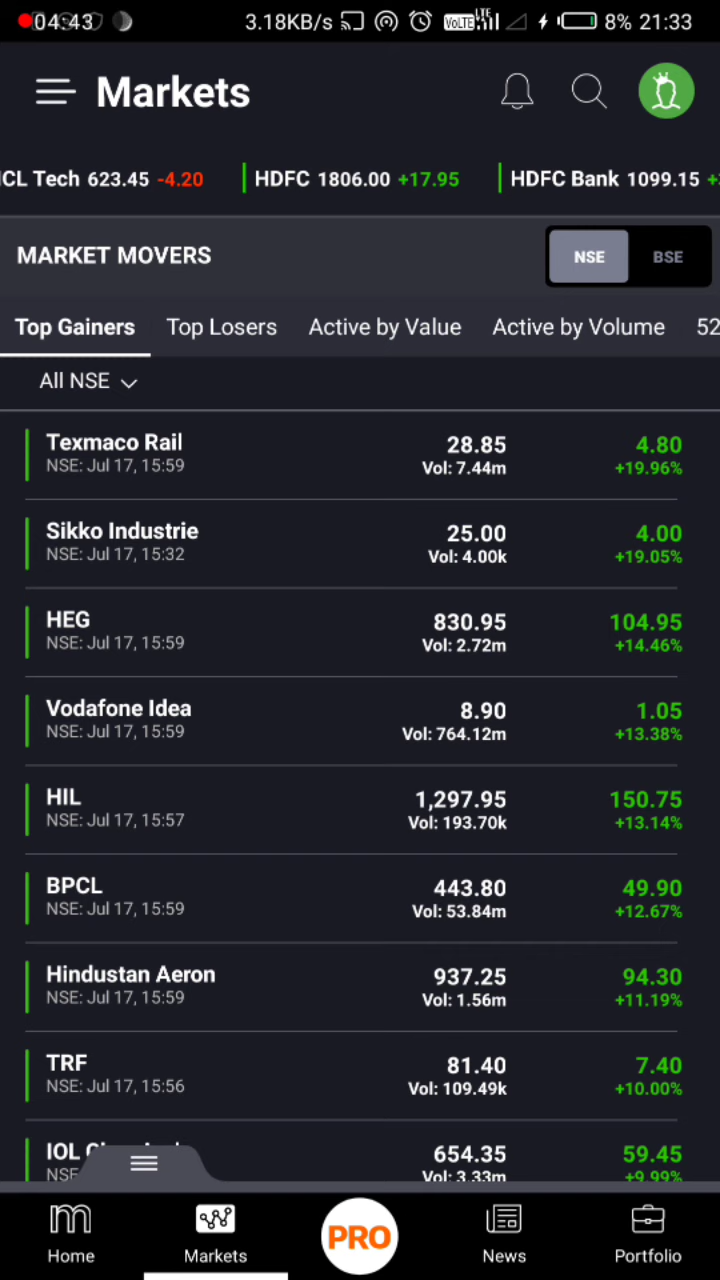 04:43 3.18KB/s VoLTE LTE 8% 21:33
Markets
CL Tech 623.45 -4.20 HDFC 1806.00 +17.95 HDFC Bank 1099.15
MARKET MOVERS NSE BSE
Top Gainers Top Losers Active by Value Active by Volume 52
All NSE
Texmaco Rail 28.85 4.80
NSE: Jul 17, 15:59 Vol: 7.44m +19.96%
Sikko Industrie 25.00 4.00
NSE: Jul 17, 15:32 Vol: 4.00k +19.05%
HEG 830.95 104.95
NSE: Jul 17, 15:59 Vol: 2.72m +14.46%
Vodafone Idea 8.90 1.05
NSE: Jul 17, 15:59 Vol: 764.12m +13.38%
HIL 1,297.95 150.75
NSE: Jul 17, 15:57 Vol: 193.70k +13.14%
BPCL 443.80 49.90
NSE: Jul 17, 15:59 Vol: 53.84m +12.67%
Hindustan Aeron 937.25 94.30
NSE: Jul 17, 15:59 Vol: 1.56m +11.19%
TRF 81.40 7.40
NSE: Jul 17, 15:56 Vol: 109.49k +10.00%
IOL 654.35 59.45
NSE Vol: 3.33m +9.99%
m PRO
Home Markets News Portfolio